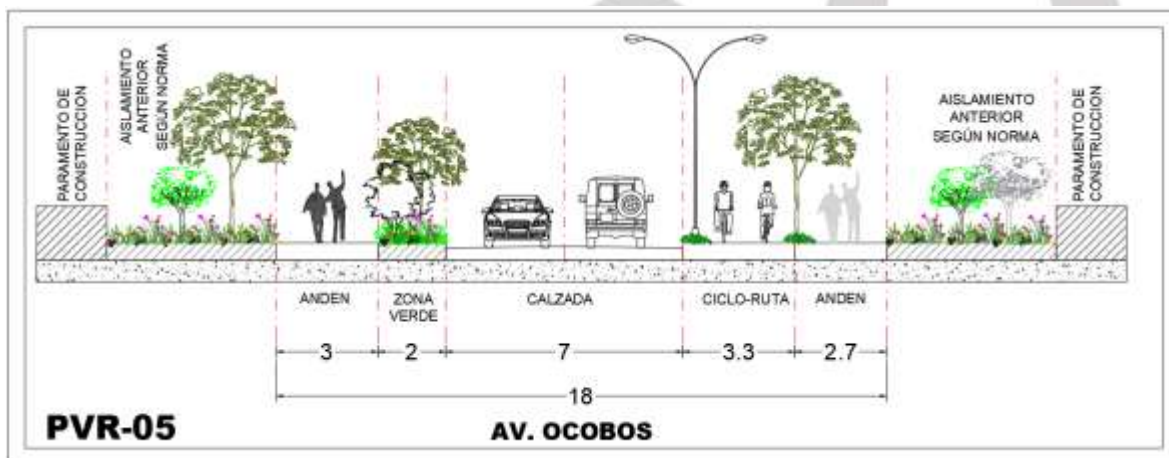 PARAMENTO DE
CONSTRUCCION
AISLAMIENTO
ANTERIOR
SEGÚN NORMA
AISLAMIENTO
ANTERIOR
SEGÚN NORMA
PARAMENTO DE
CONSTRUCCION
ANDEN
ZONA
VERDE
CALZADA
CICLO-RUTA
ANDEN
3
2
7
3.3
2.7
18
PVR-05
AV. OCOBOS